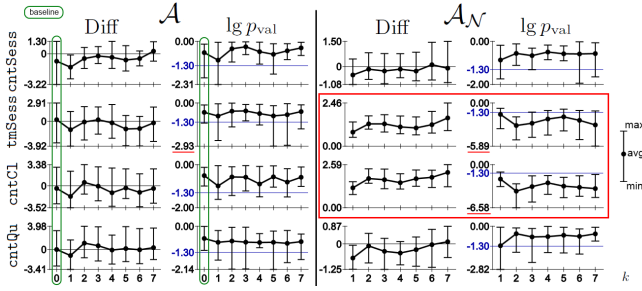 baseline
Diff 𝒜 lg p_val Diff 𝒜_𝒩 lg p_val
cntSess 1.30 0 -3.22 0.00 -1.30 -2.00 1.50 0 -1.08 0.00 -1.30 -2.00
tmSess 2.91 0 -3.92 0.00 -1.30 -2.93 2.46 0.00 0.00 -1.30 -5.89
max
avg
min
cntCl 3.38 0 -3.52 0.00 -1.30 -2.00 2.59 0.00 0.00 -1.30 -6.58
cntQu 3.98 0 -3.41 0.00 -1.30 -2.14 0.87 0 -1.25 0.00 -1.30 -2.82
0 1 2 3 4 5 6 7 0 1 2 3 4 5 6 7 1 2 3 4 5 6 7 1 2 3 4 5 6 7 k